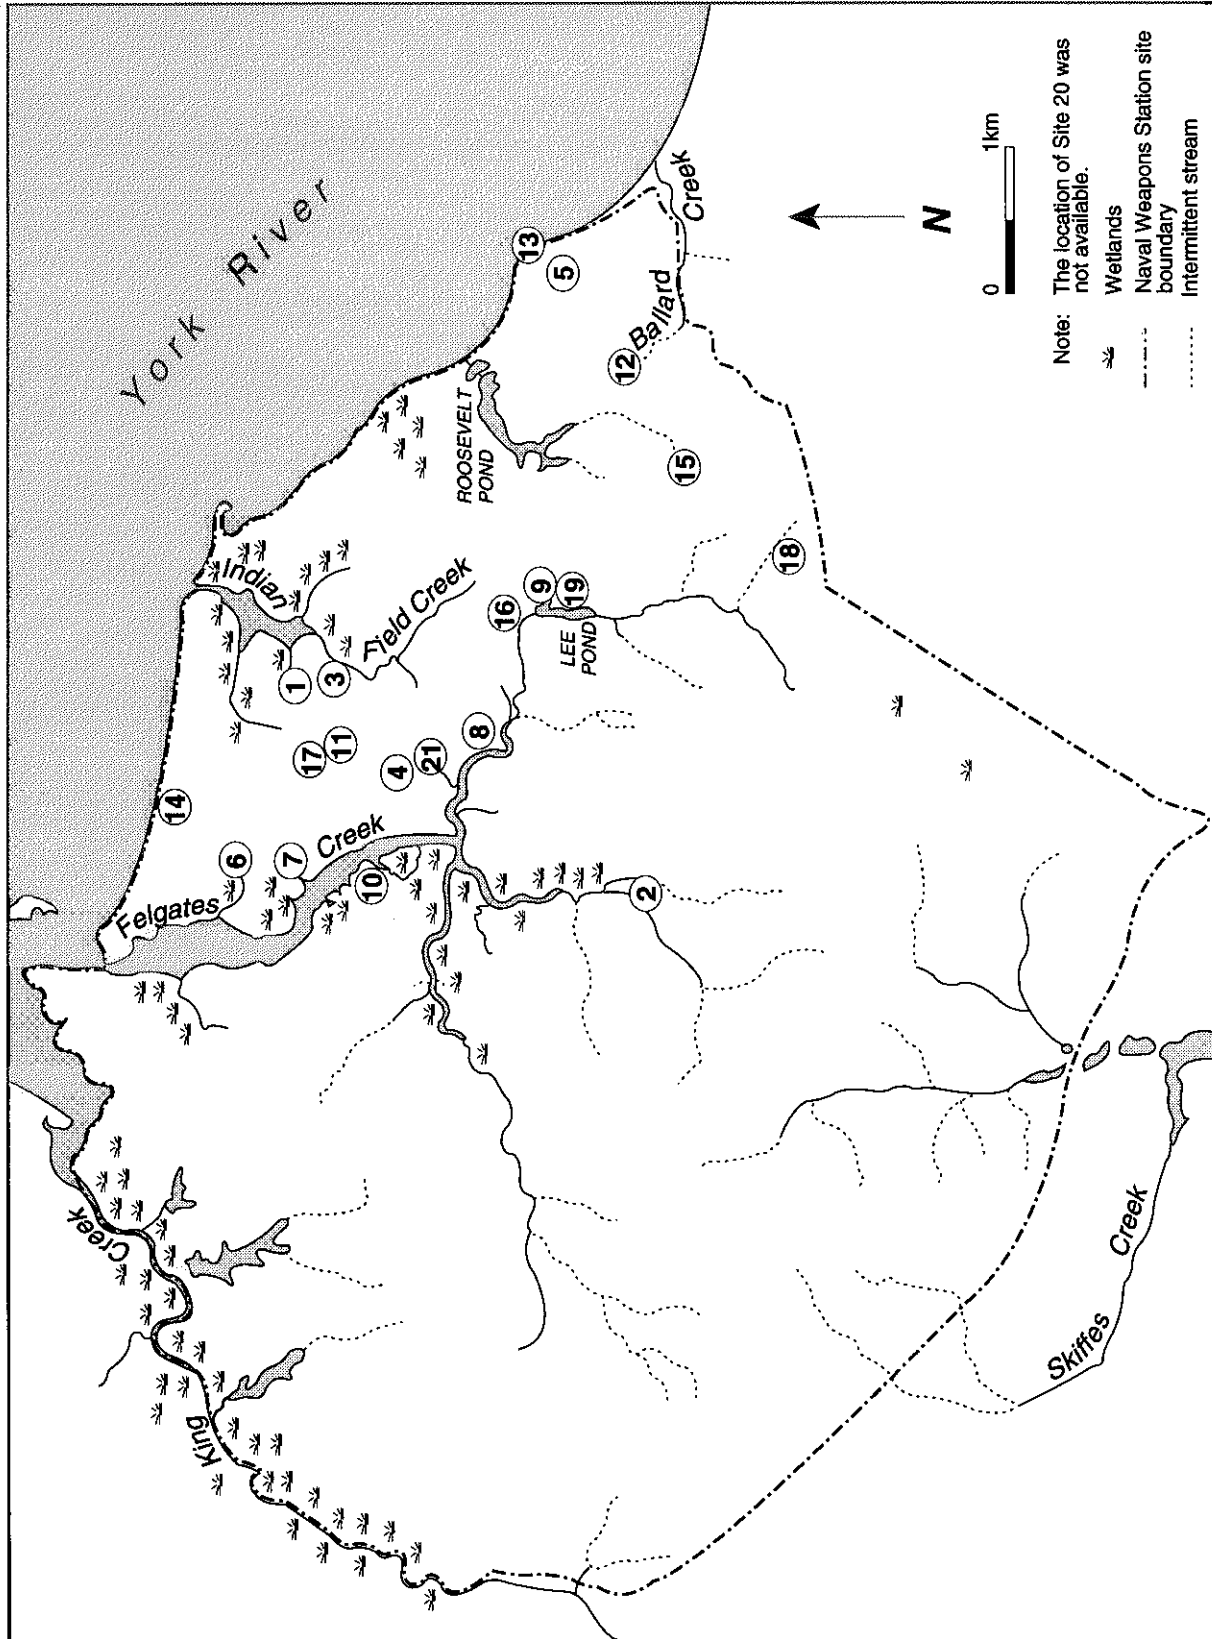 York River
14
6
7
Felgates
Creek
10
17
11
4
21
8
2
1
3
Indian
Field Creek
16
9
19
LEE
POND
ROOSEVELT
POND
13
5
12
Ballard
Creek
15
18
King
Creek
Skiffes
Creek
N
0
1km
Note: The location of Site 20 was
not available.
Wetlands
Naval Weapons Station site
boundary
Intermittent stream